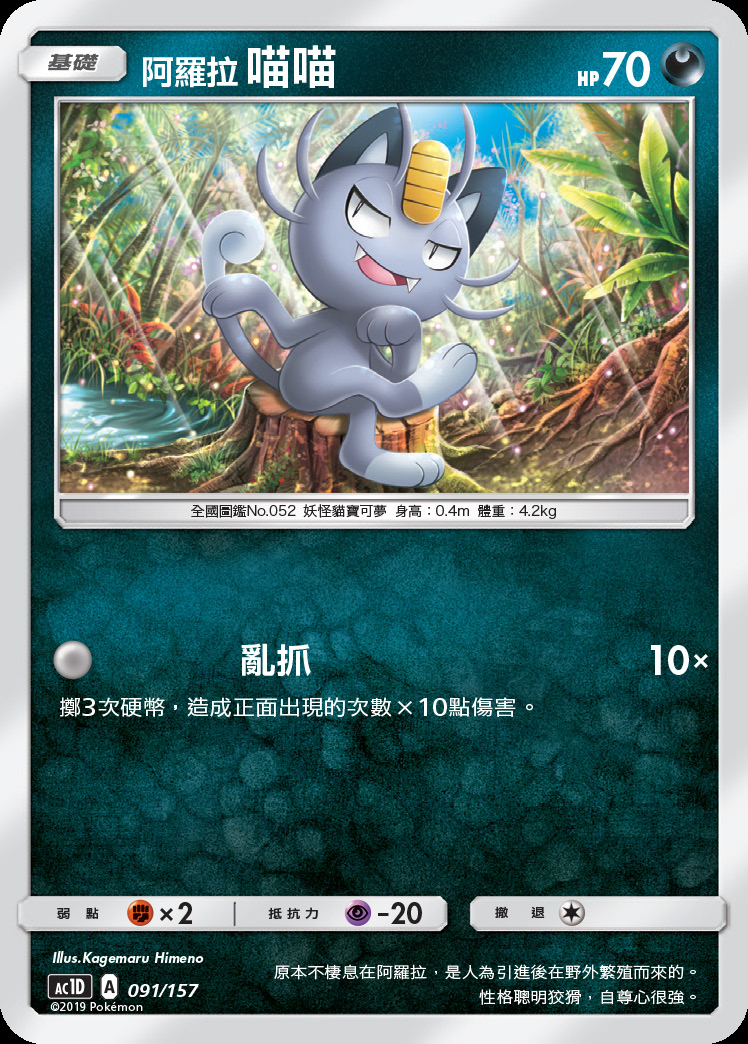 基礎 阿羅拉 喵喵 HP70
全國圖鑑No.052 妖怪貓寶可夢 身高：0.4m 體重：4.2kg
亂抓 10×
擲3次硬幣，造成正面出現的次數×10點傷害。
弱點 ×2 抵抗力 -20 撤退
Illus.Kagemaru Himeno
原本不棲息在阿羅拉，是人為引進後在野外繁殖而來的。
AC1D A 091/157
性格聰明狡猾，自尊心很強。
©2019 Pokémon